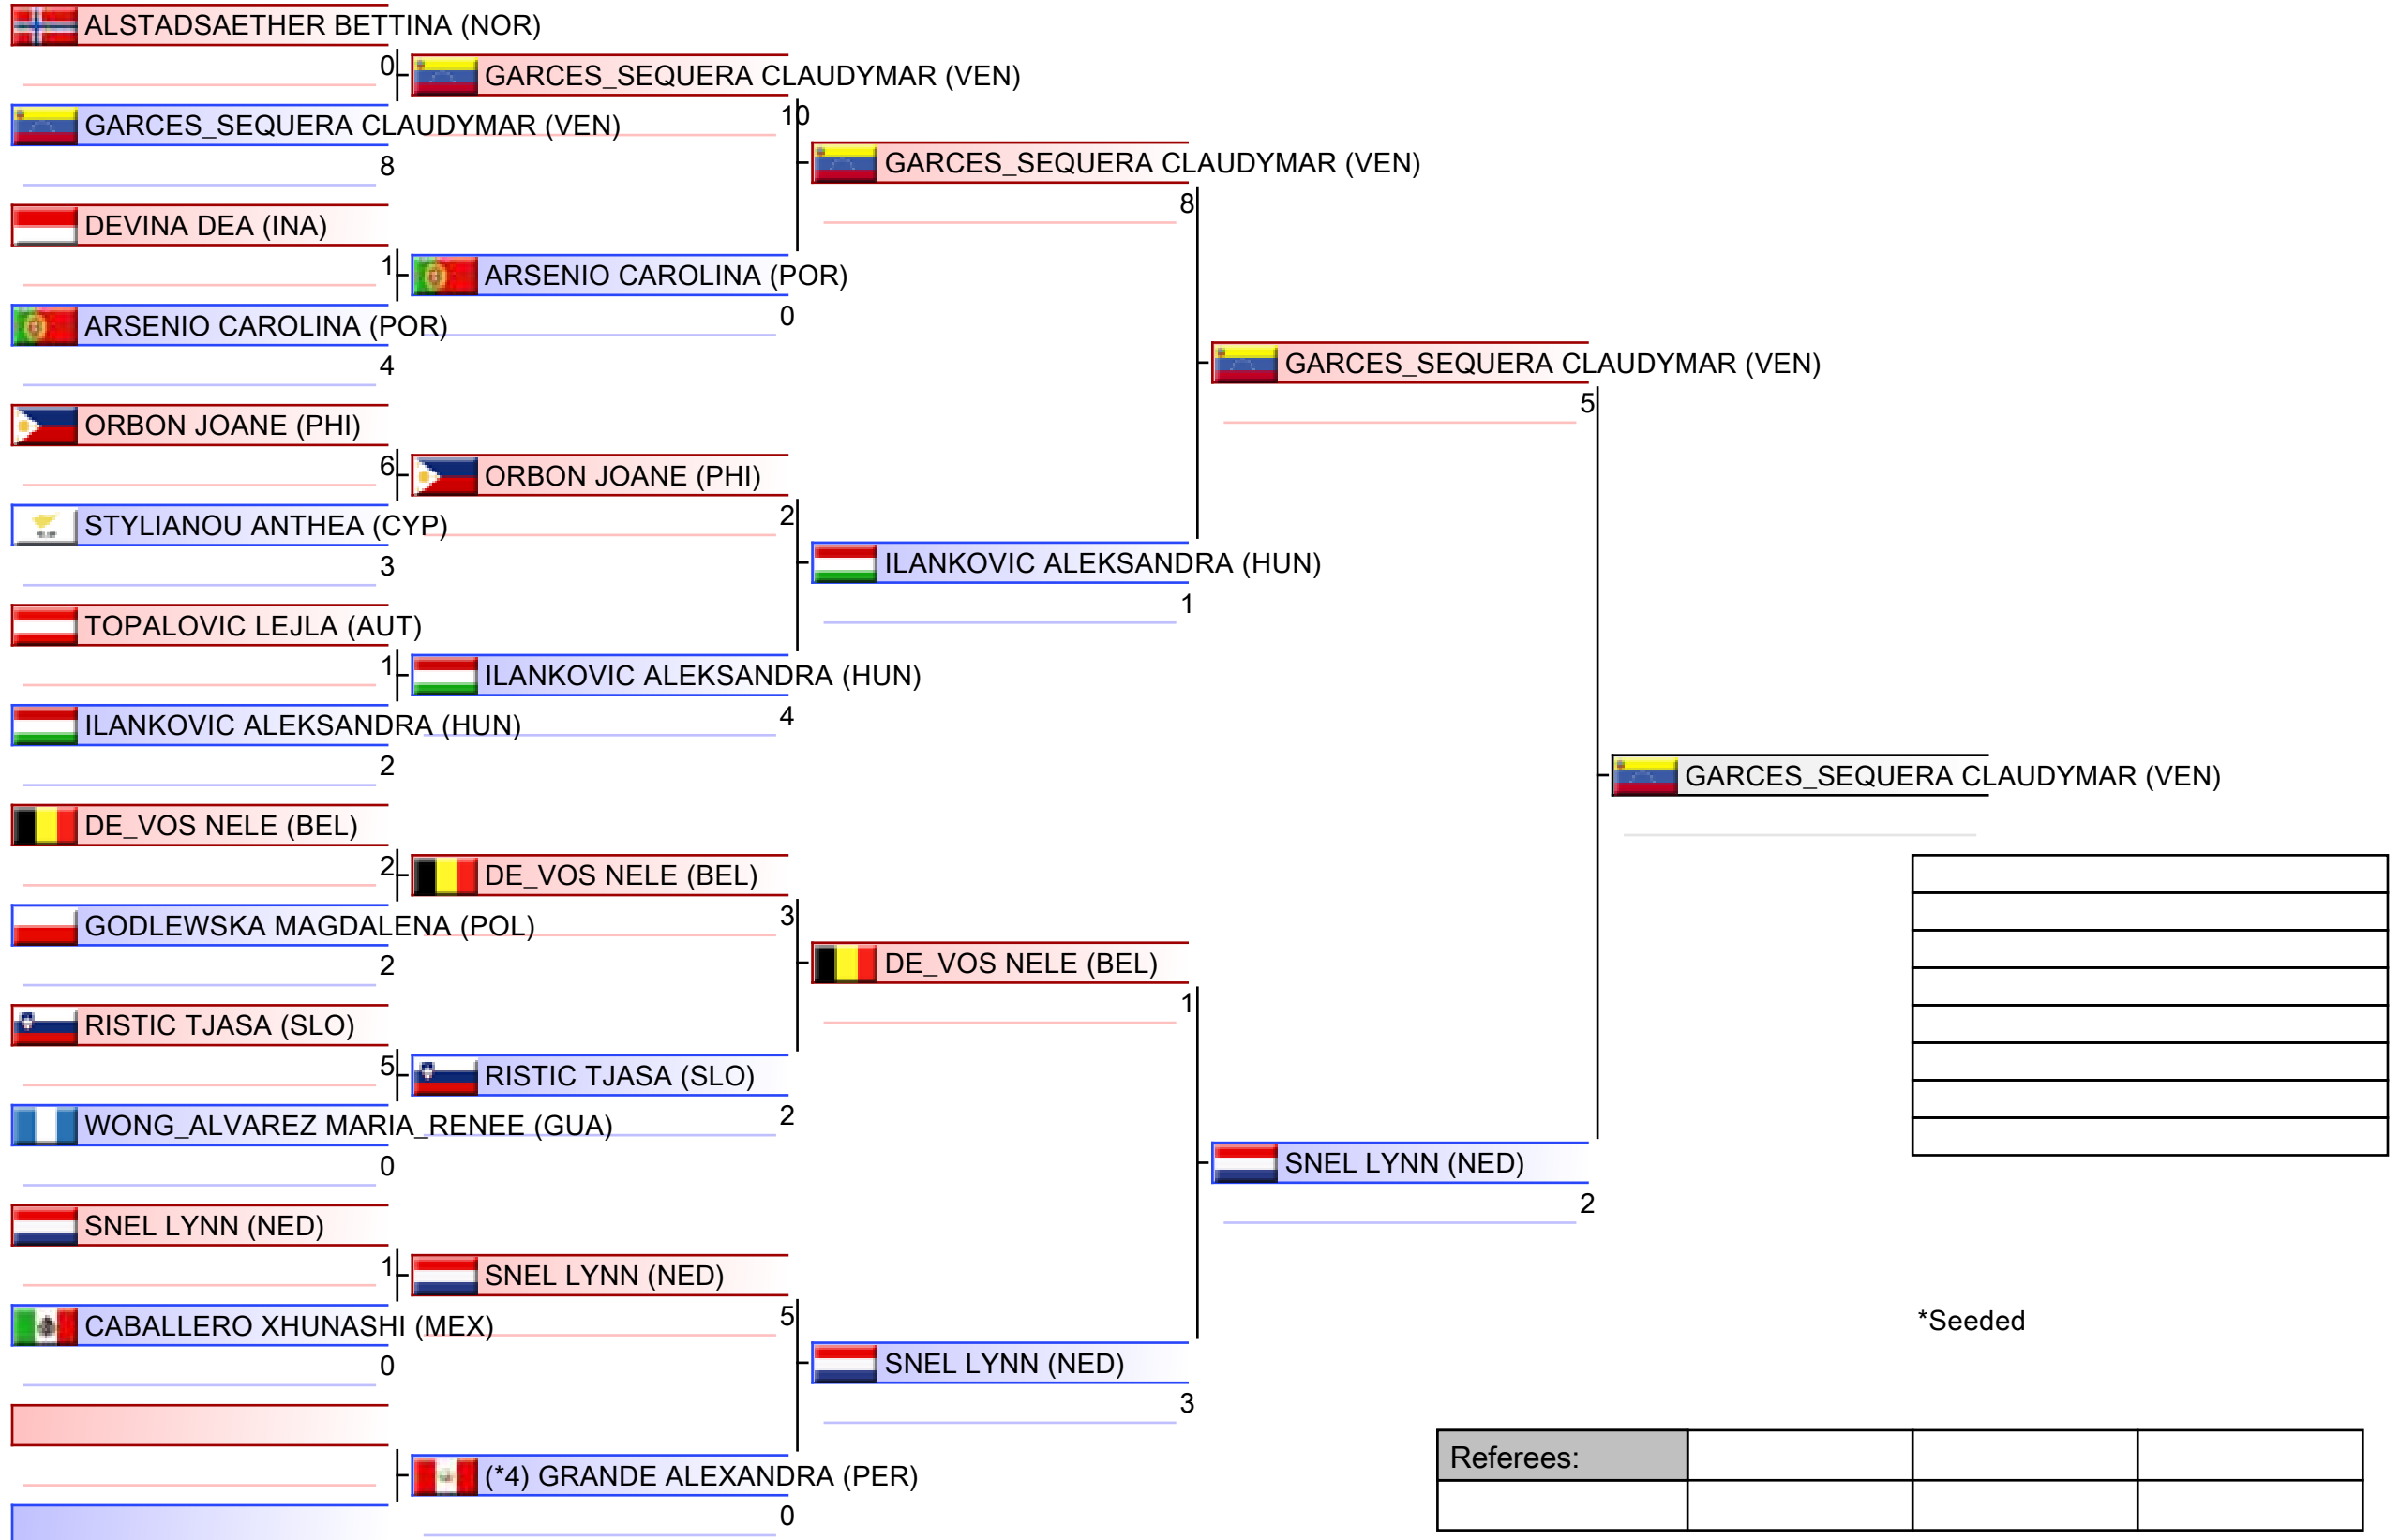 ALSTADSAETHER BETTINA (NOR)
0
GARCES_SEQUERA CLAUDYMAR (VEN)
8
DEVINA DEA (INA)
1
ARSENIO CAROLINA (POR)
4
ORBON JOANE (PHI)
6
STYLIANOU ANTHEA (CYP)
3
TOPALOVIC LEJLA (AUT)
1
ILANKOVIC ALEKSANDRA (HUN)
2
DE_VOS NELE (BEL)
2
GODLEWSKA MAGDALENA (POL)
2
RISTIC TJASA (SLO)
5
WONG_ALVAREZ MARIA_RENEE (GUA)
0
SNEL LYNN (NED)
1
CABALLERO XHUNASHI (MEX)
0
GARCES_SEQUERA CLAUDYMAR (VEN)
10
ARSENIO CAROLINA (POR)
0
ORBON JOANE (PHI)
2
ILANKOVIC ALEKSANDRA (HUN)
4
DE_VOS NELE (BEL)
3
RISTIC TJASA (SLO)
2
SNEL LYNN (NED)
5
(*4) GRANDE ALEXANDRA (PER)
0
GARCES_SEQUERA CLAUDYMAR (VEN)
8
ILANKOVIC ALEKSANDRA (HUN)
1
DE_VOS NELE (BEL)
1
SNEL LYNN (NED)
3
GARCES_SEQUERA CLAUDYMAR (VEN)
5
SNEL LYNN (NED)
2
GARCES_SEQUERA CLAUDYMAR (VEN)
*Seeded
Referees: